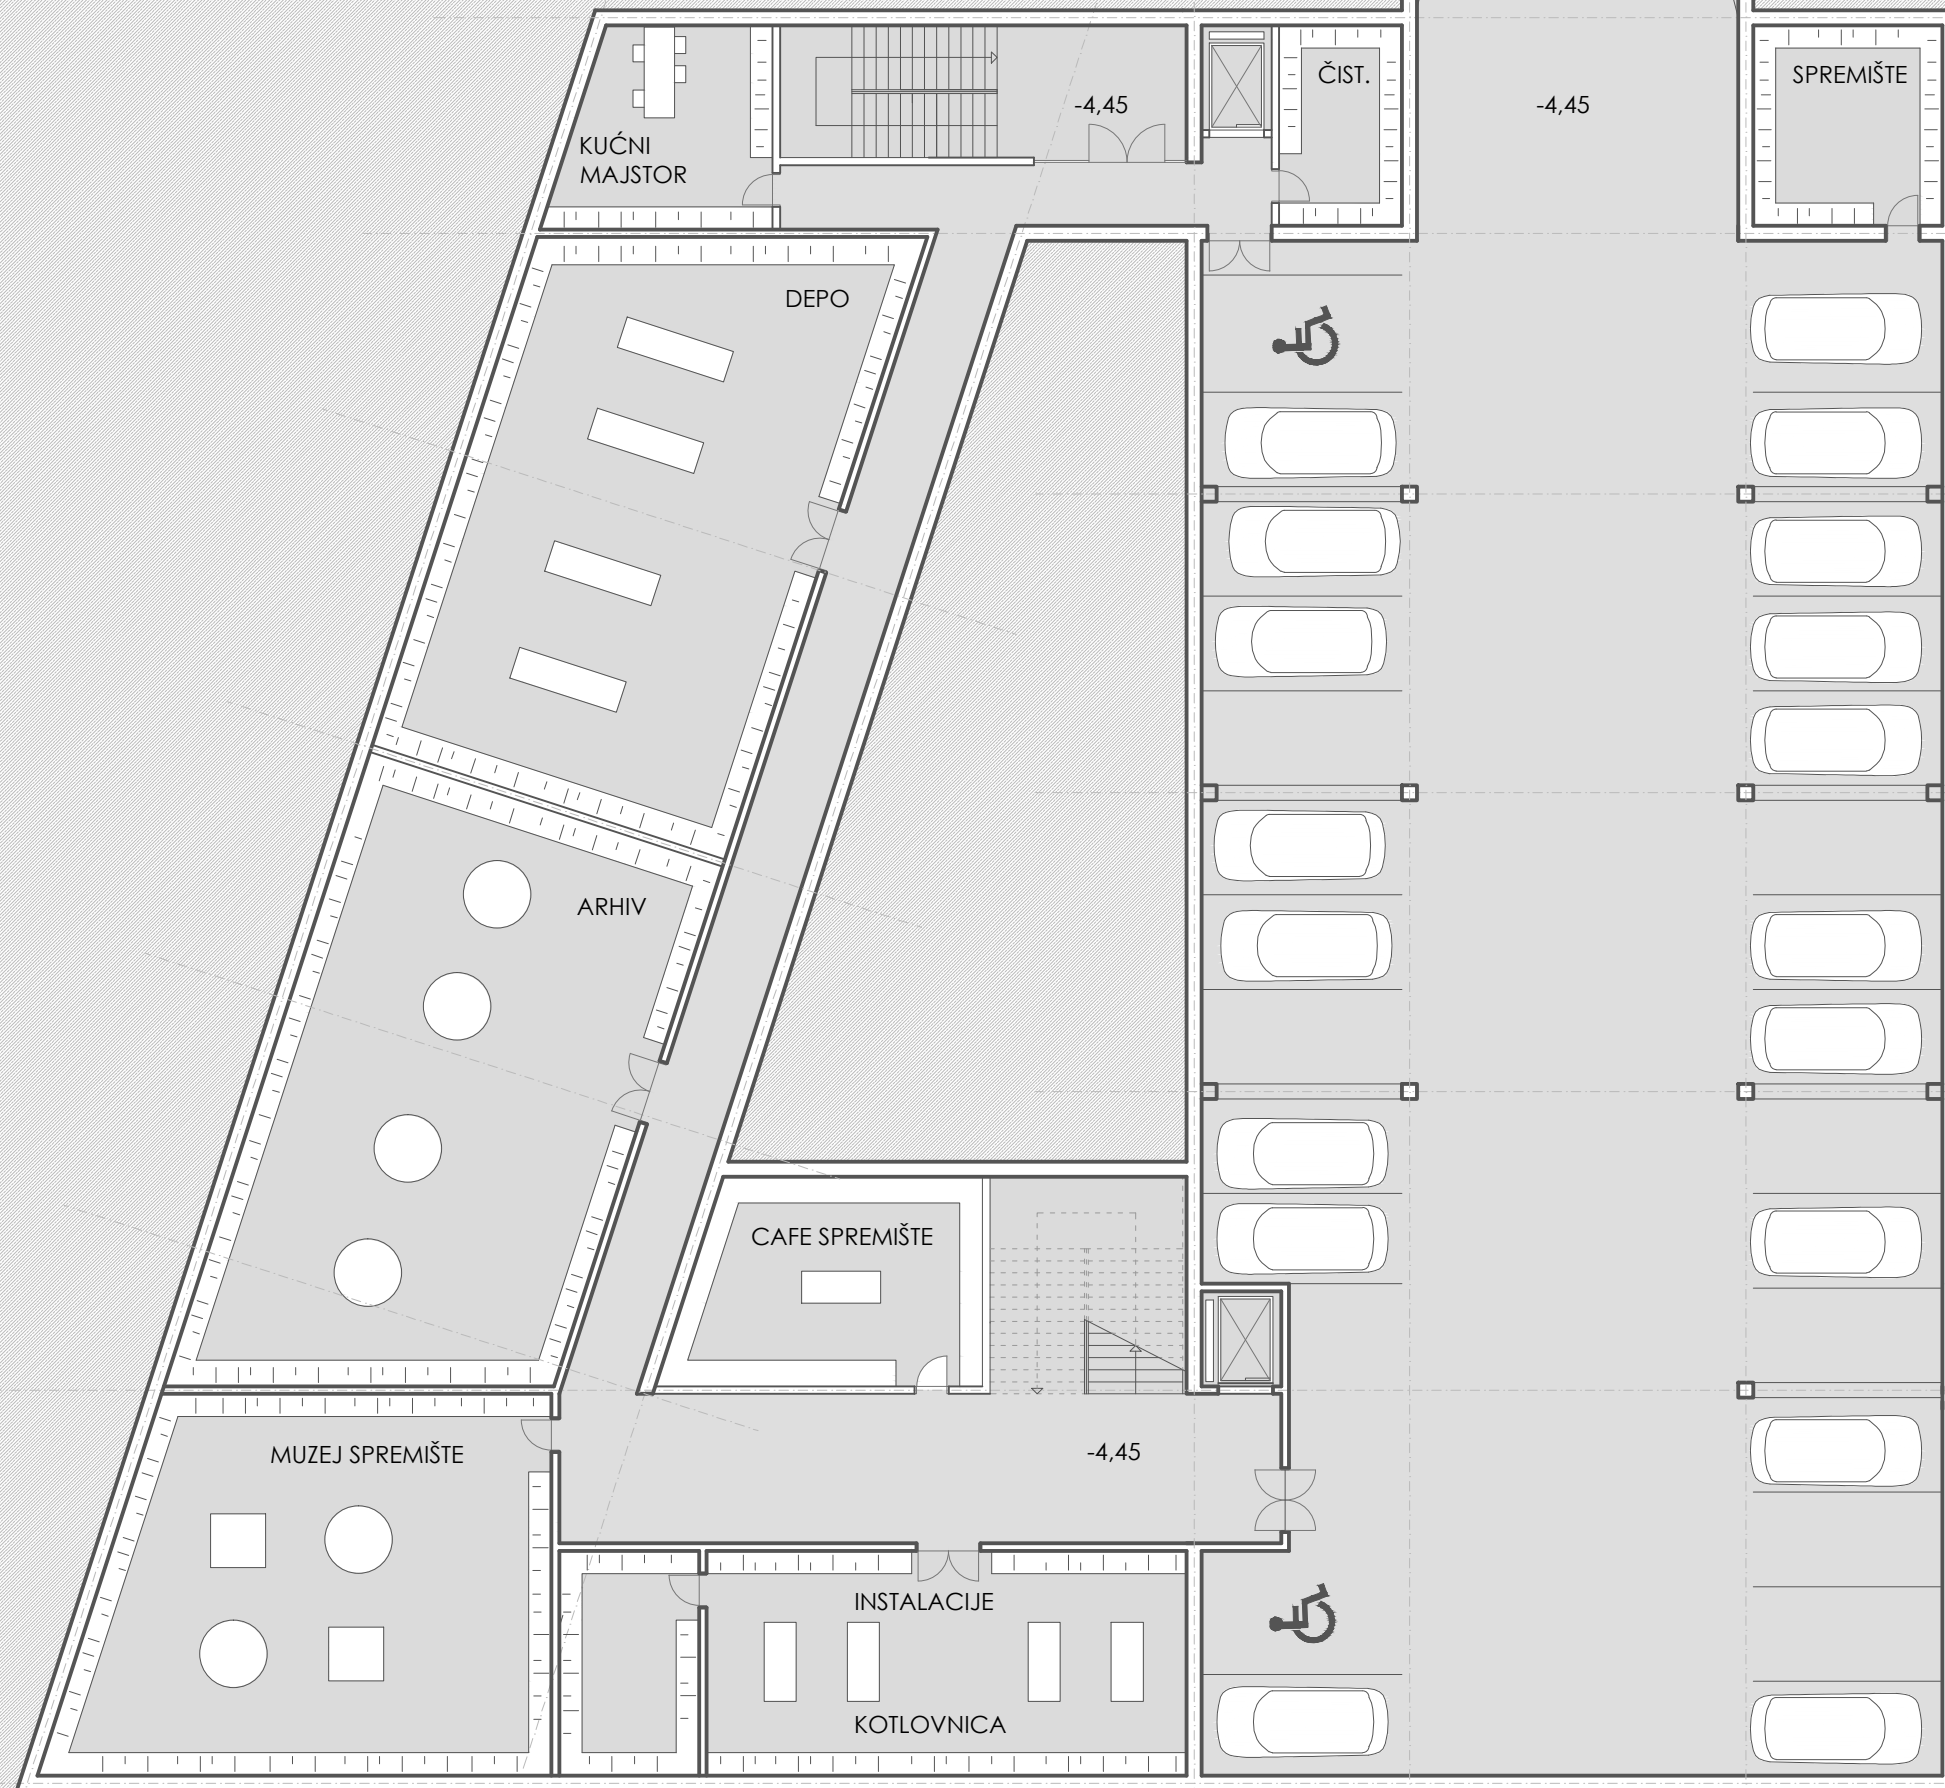 ČIST.
SPREMIŠTE
-4,45
-4,45
KUĆNI
MAJSTOR
DEPO
ARHIV
CAFE SPREMIŠTE
MUZEJ SPREMIŠTE
-4,45
INSTALACIJE
KOTLOVNICA